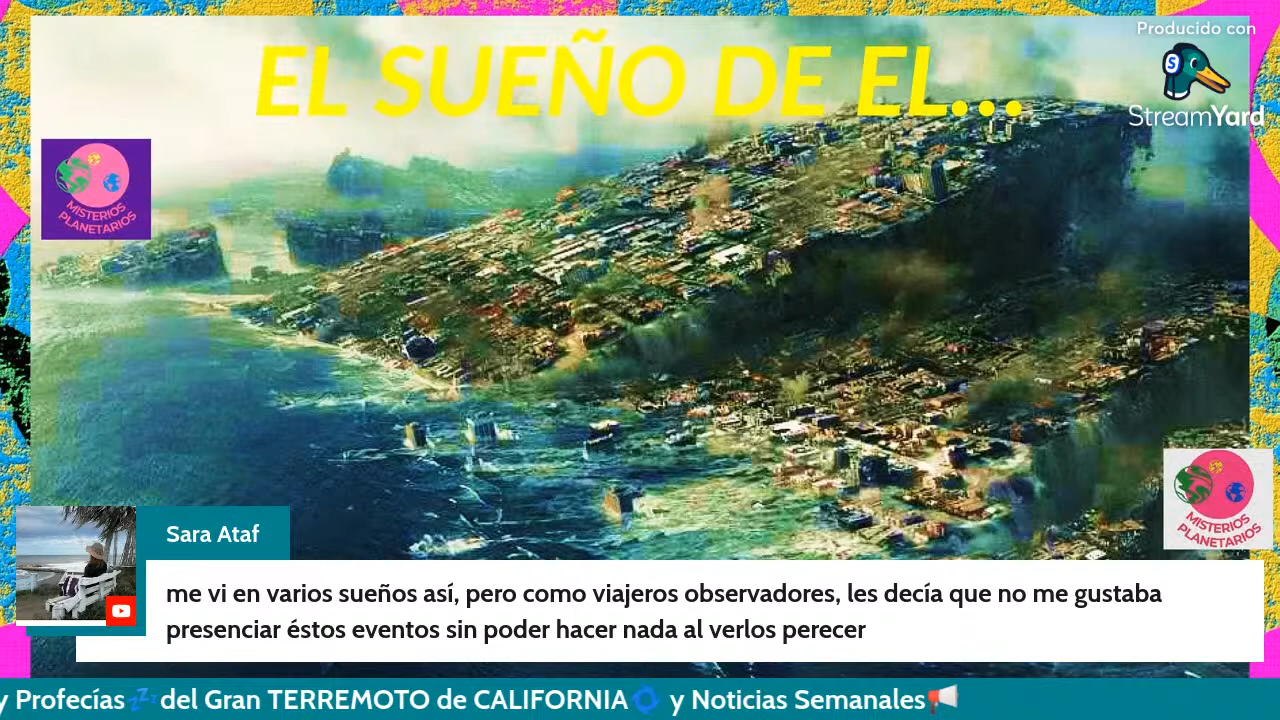 Producido con
StreamYard
EL SUEÑO DE EL...
MISTERIOS
PLANETARIOS
MISTERIOS
PLANETARIOS
Sara Ataf
me vi en varios sueños así, pero como viajeros observadores, les decía que no me gustaba
presenciar éstos eventos sin poder hacer nada al verlos perecer
y Profecías💤del Gran TERREMOTO de CALIFORNIA y Noticias Semanales📢